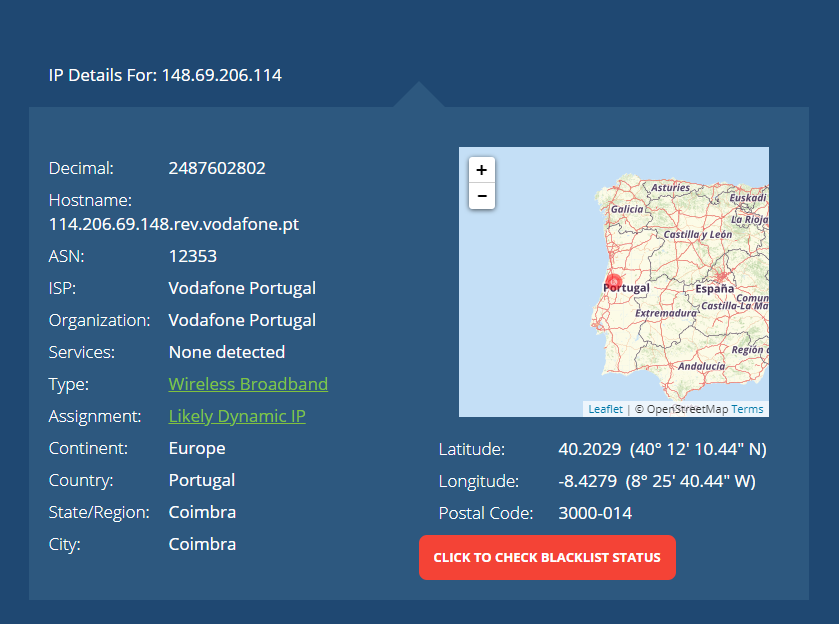 IP Details For: 148.69.206.114
Decimal: 2487602802
Hostname:
114.206.69.148.rev.vodafone.pt
ASN: 12353
ISP: Vodafone Portugal
Organization: Vodafone Portugal
Services: None detected
Type: Wireless Broadband
Assignment: Likely Dynamic IP
Continent: Europe
Country: Portugal
State/Region: Coimbra
City: Coimbra
+
−
Asturies
Euskadi
Galicia
La Rioja
Castilla y León
Portugal
España
Comun
Castilla-La Ma
Extremadura
Región d
Andalucía
Leaflet | © OpenStreetMap Terms
Latitude: 40.2029 (40° 12' 10.44" N)
Longitude: -8.4279 (8° 25' 40.44" W)
Postal Code: 3000-014
CLICK TO CHECK BLACKLIST STATUS